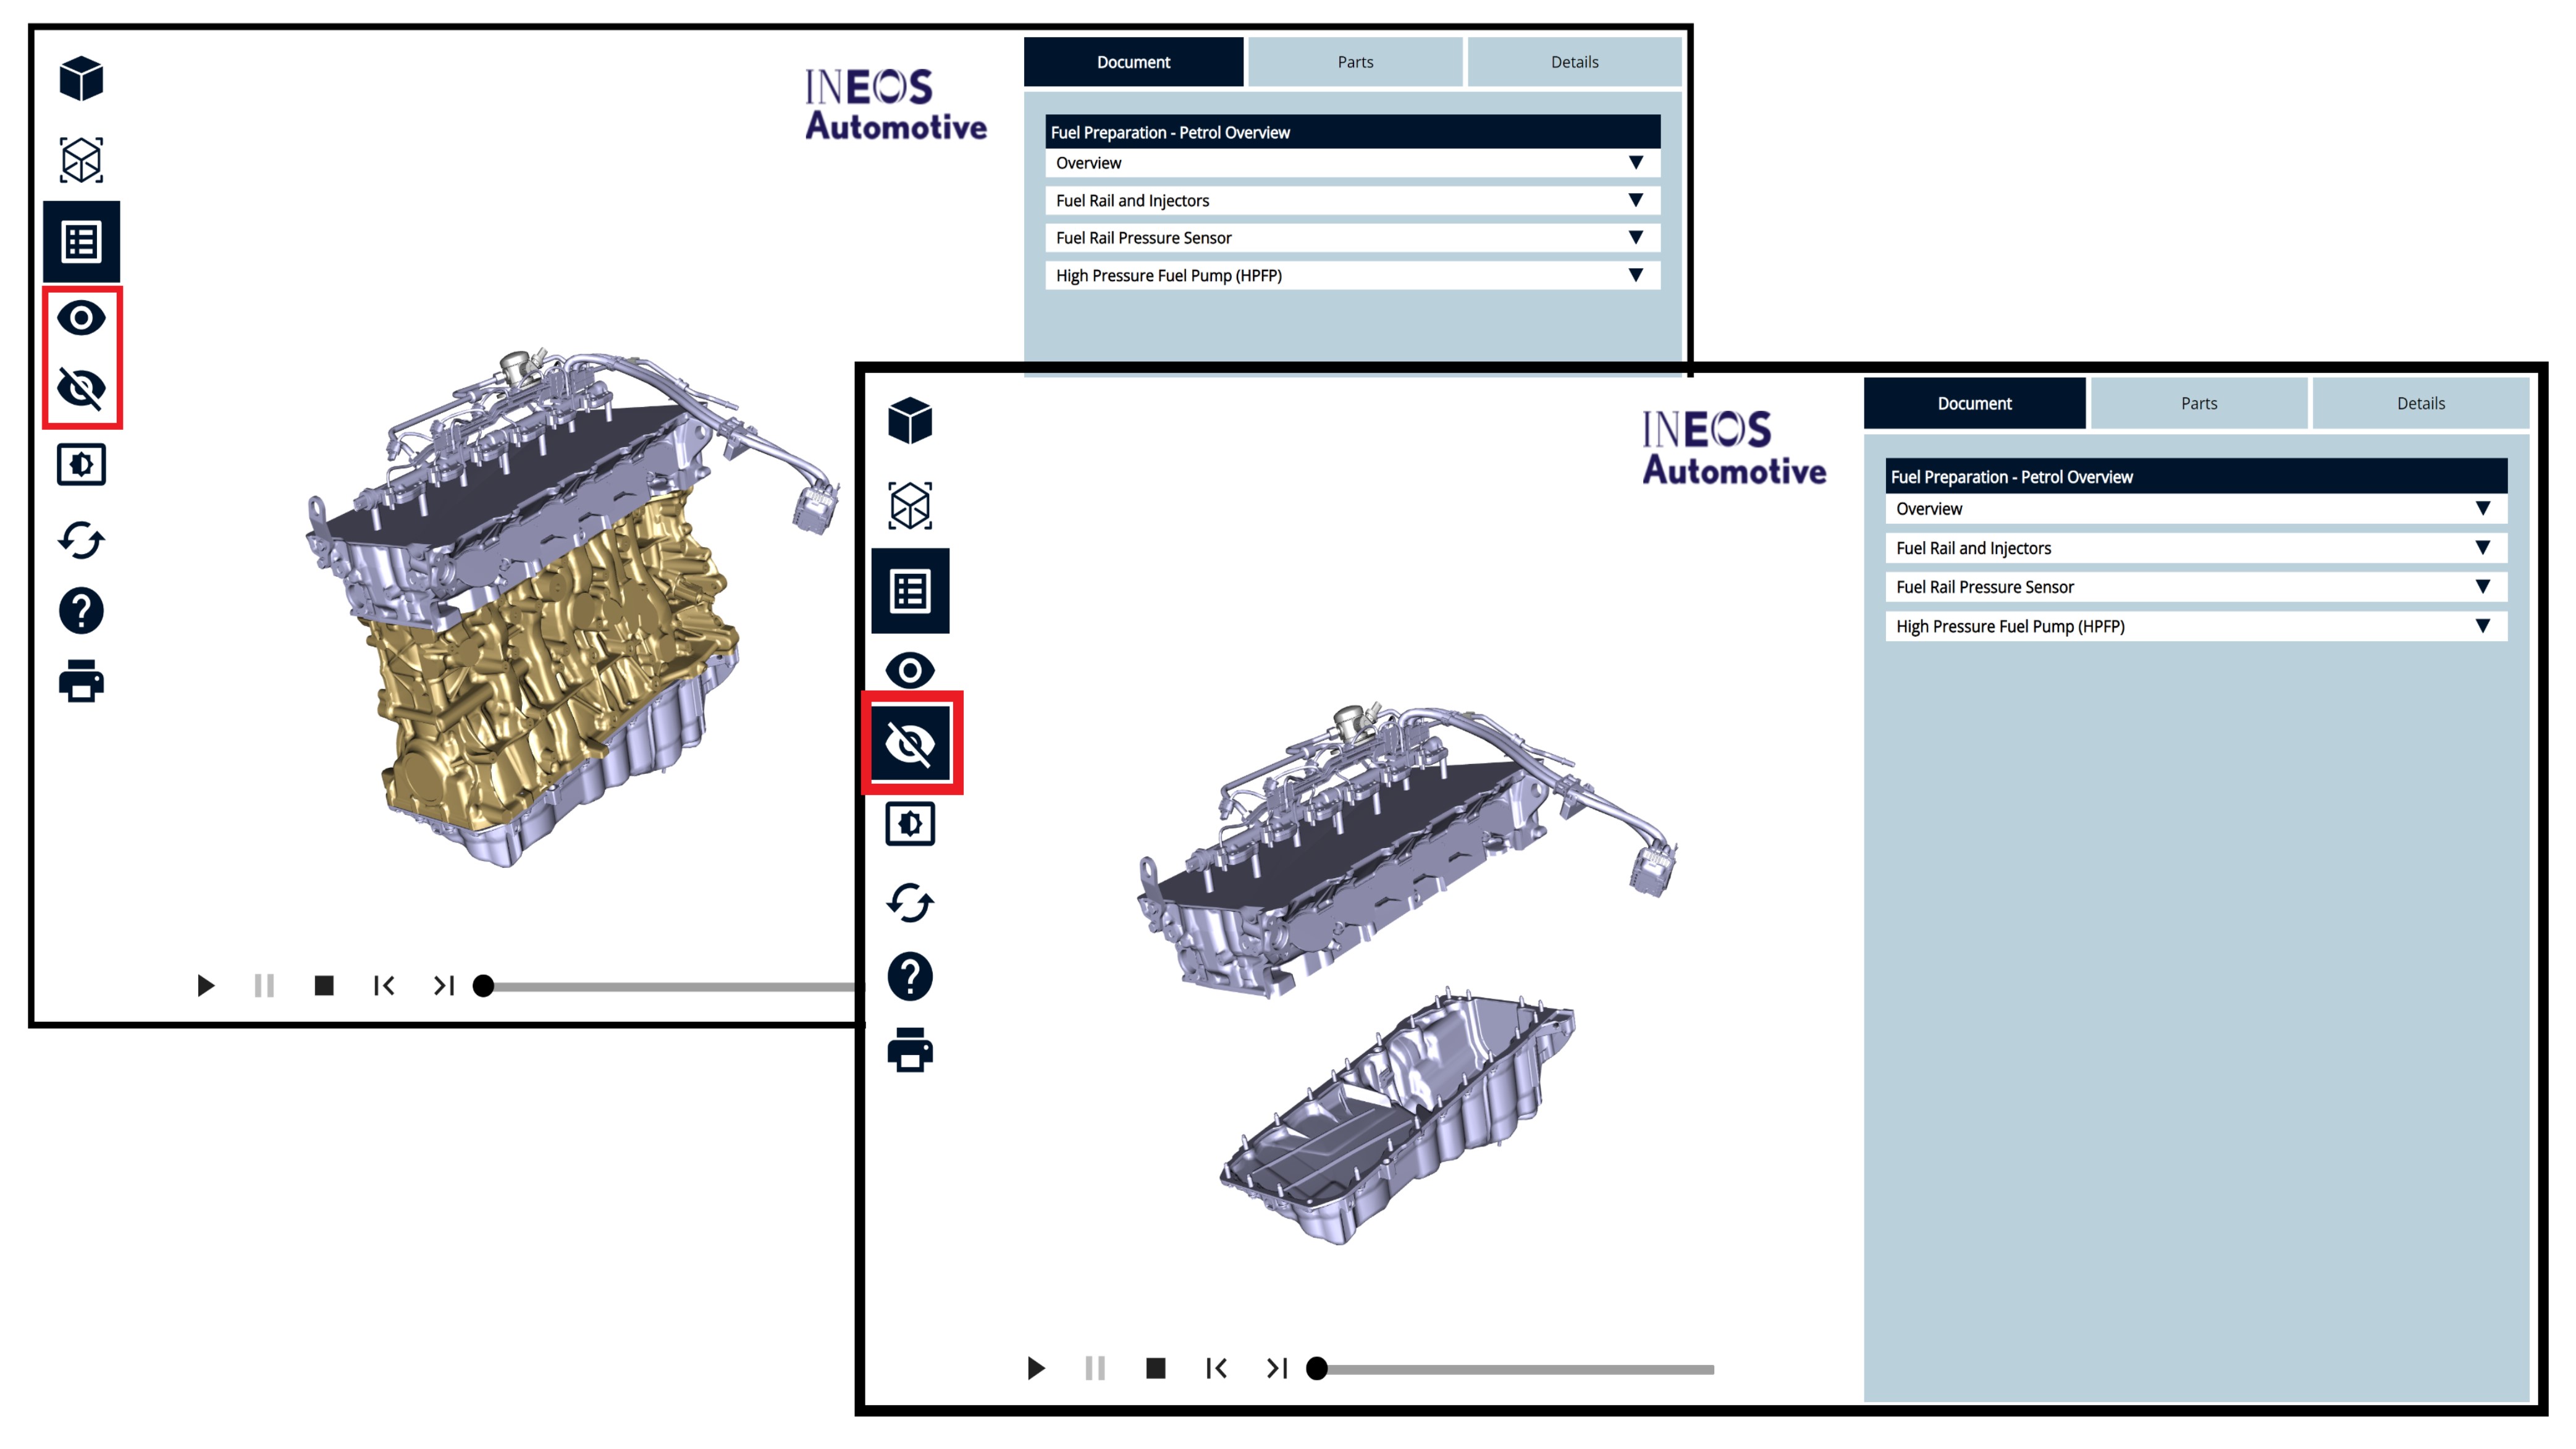 INEOS
Automotive
Document
Parts
Details
Fuel Preparation - Petrol Overview
Overview
Fuel Rail and Injectors
Fuel Rail Pressure Sensor
High Pressure Fuel Pump (HPFP)
INEOS
Automotive
Document
Parts
Details
Fuel Preparation - Petrol Overview
Overview
Fuel Rail and Injectors
Fuel Rail Pressure Sensor
High Pressure Fuel Pump (HPFP)